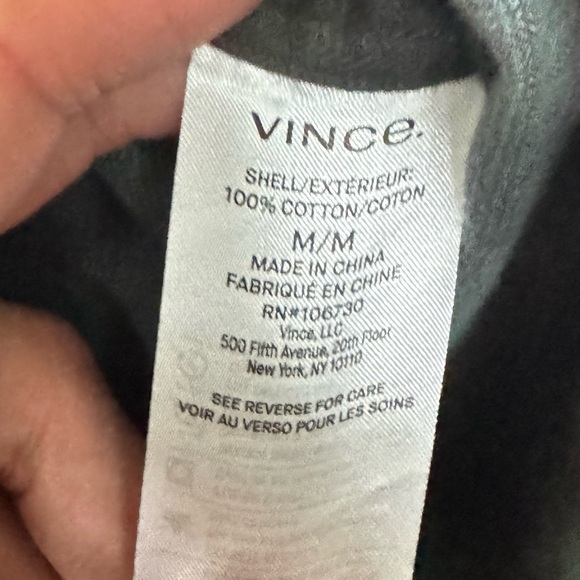 VINCe.
SHELL/EXTÉRIEUR:
100% COTTON/COTON
M/M
MADE IN CHINA
FABRIQUÉ EN CHINE
RN#106730
Vince, LLC
500 Fifth Avenue, 20th Floor
New York, NY 10110
SEE REVERSE FOR CARE
VOIR AU VERSO POUR LES SOINS